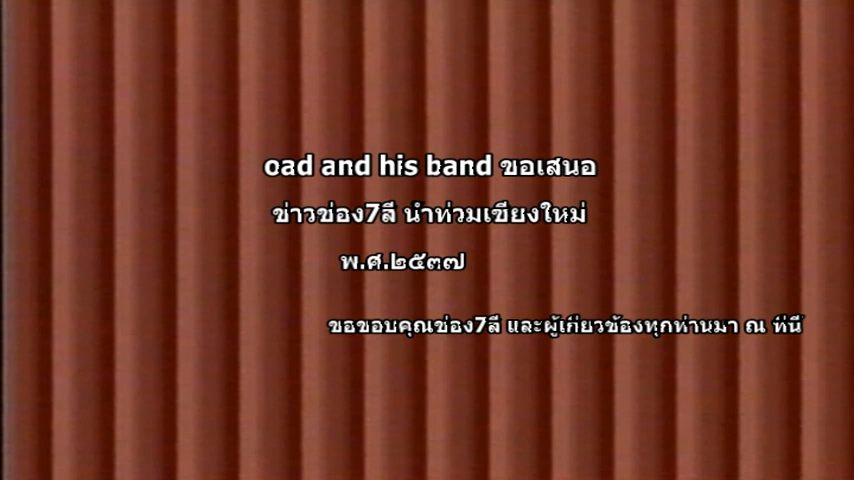 oad and his band ขอเสนอ
ข่าวช่อง7สี น้ำท่วมเชียงใหม่
พ.ศ.๒๕๓๗
ขอขอบคุณช่อง7สี และผู้เกี่ยวข้องทุกท่านมา ณ ที่นี้